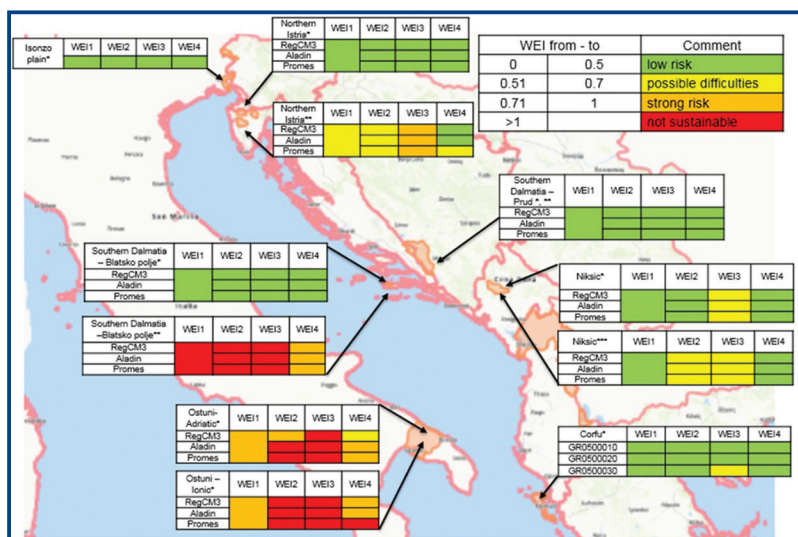 Isonzo plain* WEI1 WEI2 WEI3 WEI4
Northern Istria* WEI1 WEI2 WEI3 WEI4
RegCM3
Aladin
Promes
WEI from - to Comment
0 0.5 low risk
0.51 0.7 possible difficulties
0.71 1 strong risk
>1 not sustainable
Northern Istria** WEI1 WEI2 WEI3 WEI4
RegCM3
Aladin
Promes
Southern Dalmatia – Prud *, ** WEI1 WEI2 WEI3 WEI4
RegCM3
Aladin
Promes
San Marino
Southern Dalmatia – Blatsko polje* WEI1 WEI2 WEI3 WEI4
RegCM3
Aladin
Promes
Italia
Crna Gora
Niksic* WEI1 WEI2 WEI3 WEI4
RegCM3
Aladin
Promes
Southern Dalmatia –Blatsko polje** WEI1 WEI2 WEI3 WEI4
RegCM3
Aladin
Promes
Niksic*** WEI1 WEI2 WEI3 WEI4
RegCM3
Aladin
Promes
Ostuni- Adriatic* WEI1 WEI2 WEI3 WEI4
RegCM3
Aladin
Promes
Corfu* WEI1 WEI2 WEI3 WEI4
GR0500010
GR0500020
GR0500030
Ostuni – Ionic* WEI1 WEI2 WEI3 WEI4
RegCM3
Aladin
Promes